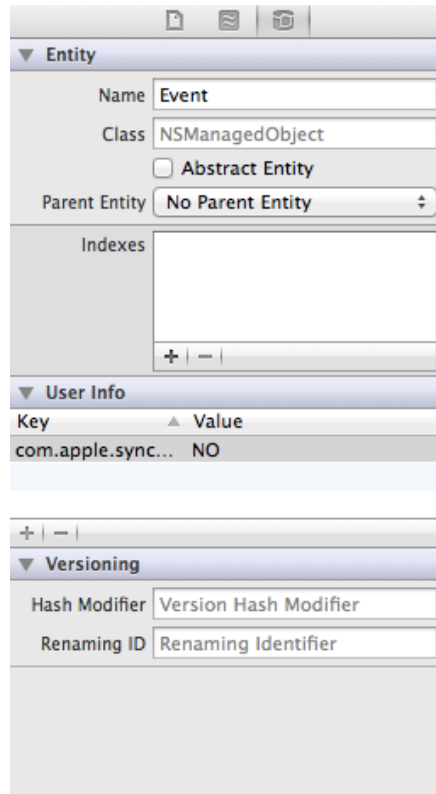 Entity
Name Event
Class NSManagedObject
Abstract Entity
Parent Entity No Parent Entity
Indexes
+ −
User Info
Key Value
com.apple.sync... NO
+ −
Versioning
Hash Modifier Version Hash Modifier
Renaming ID Renaming Identifier